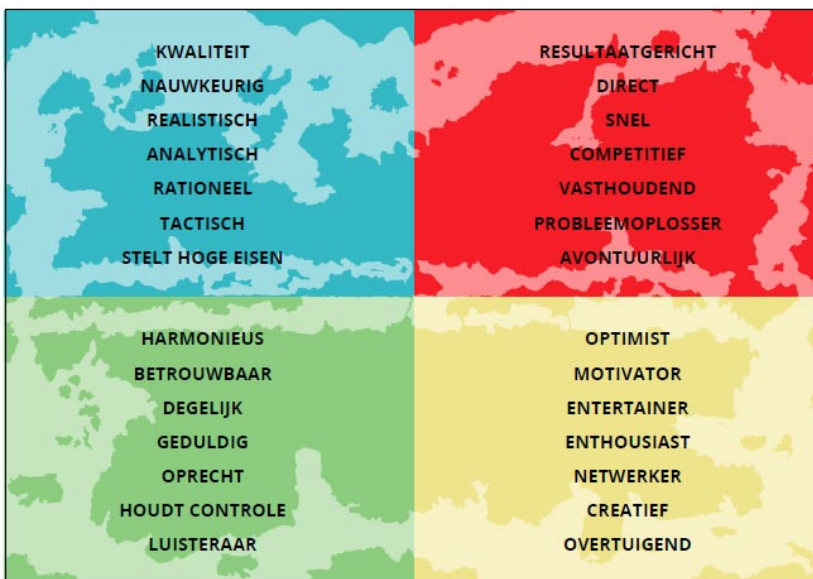 KWALITEIT
NAUWKEURIG
REALISTISCH
ANALYTISCH
RATIONEEL
TACTISCH
STELT HOGE EISEN
RESULTAATGERICHT
DIRECT
SNEL
COMPETITIEF
VASTHOUDEND
PROBLEEMOPLOSSER
AVONTUURLIJK
HARMONIEUS
BETROUWBAAR
DEGELIJK
GEDULDIG
OPRECHT
HOUDT CONTROLE
LUISTERAAR
OPTIMIST
MOTIVATOR
ENTERTAINER
ENTHOUSIAST
NETWERKER
CREATIEF
OVERTUIGEND